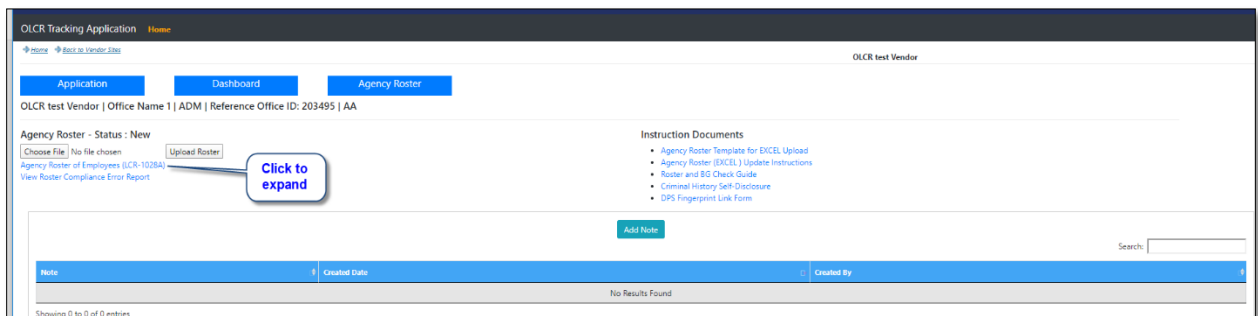 OLCR Tracking Application Home
Home Back to Vendor Sites
OLCR test Vendor
Application Dashboard Agency Roster
OLCR test Vendor | Office Name 1 | ADM | Reference Office ID: 203495 | AA
Agency Roster - Status : New
Choose File No file chosen Upload Roster
Agency Roster of Employees (LCR-1028A)
View Roster Compliance Error Report
Click to
expand
Instruction Documents
Agency Roster Template for EXCEL Upload
Agency Roster (EXCEL ) Update Instructions
Roster and BG Check Guide
Criminal History Self-Disclosure
DPS Fingerprint Link Form
Add Note
Search:
Note Created Date Created By
No Results Found
Showing 0 to 0 of 0 entries